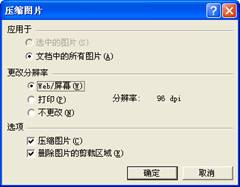 压缩图片
应用于
选中的图片(S)
文档中的所有图片(A)
更改分辨率
Web/屏幕(W)
打印(P) 分辨率: 96 dpi
不更改(N)
选项
压缩图片(C)
删除图片的剪裁区域(E)
确定 取消